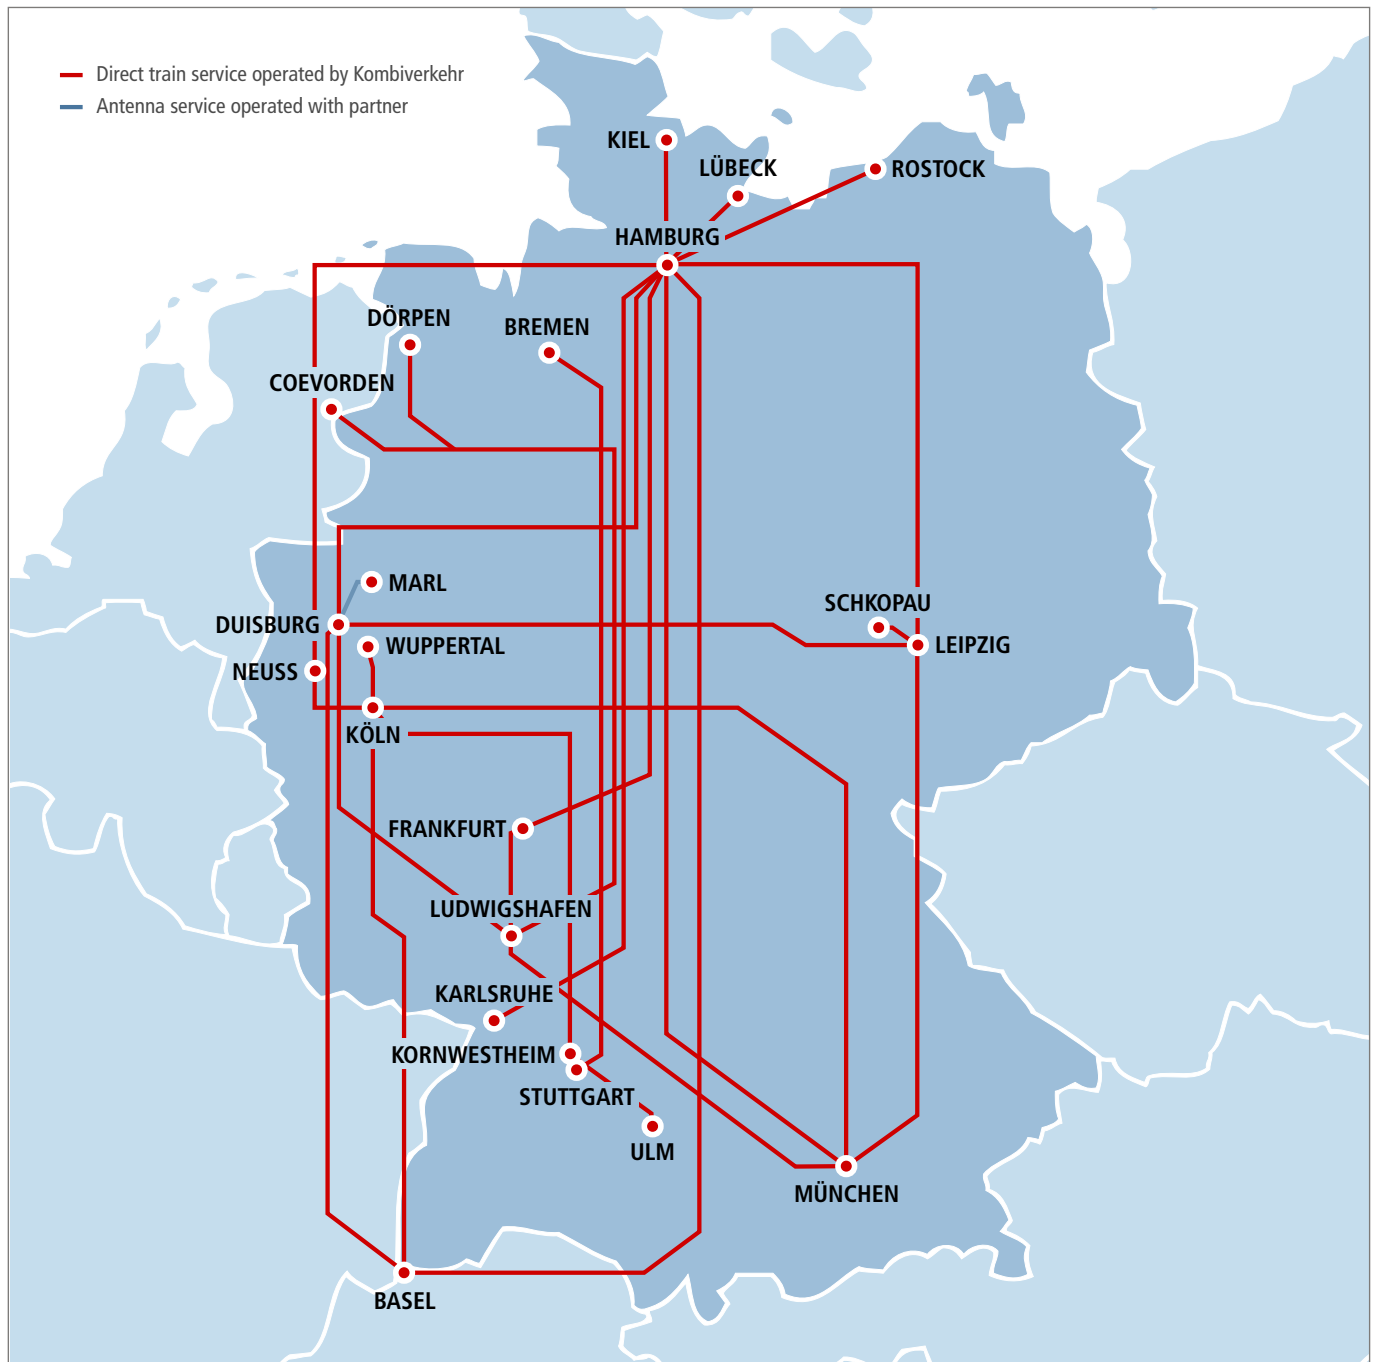 Direct train service operated by Kombiverkehr
Antenna service operated with partner
KIEL
LÜBECK
ROSTOCK
HAMBURG
DÖRPEN
BREMEN
COEVORDEN
MARL
SCHKOPAU
DUISBURG
WUPPERTAL
LEIPZIG
NEUSS
KÖLN
FRANKFURT
LUDWIGSHAFEN
KARLSRUHE
KORNWESTHEIM
STUTTGART
ULM
MÜNCHEN
BASEL